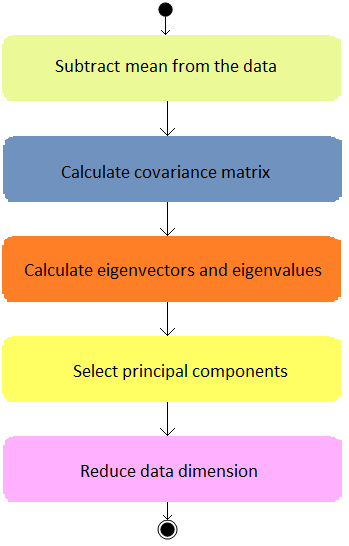 Subtract mean from the data
Calculate covariance matrix
Calculate eigenvectors and eigenvalues
Select principal components
Reduce data dimension